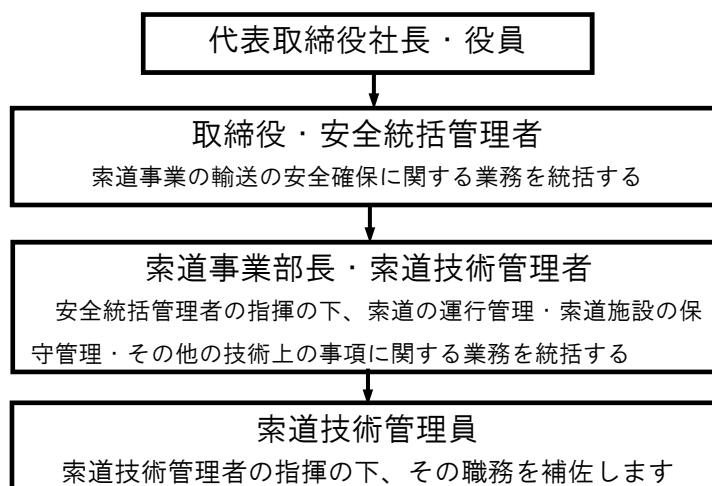 代表取締役社長・役員
取締役・安全統括管理者
索道事業の輸送の安全確保に関する業務を統括する
索道事業部長・索道技術管理者
安全統括管理者の指揮の下、索道の運行管理・索道施設の保
守管理・その他の技術上の事項に関する業務を統括する
索道技術管理員
索道技術管理者の指揮の下、その職務を補佐します